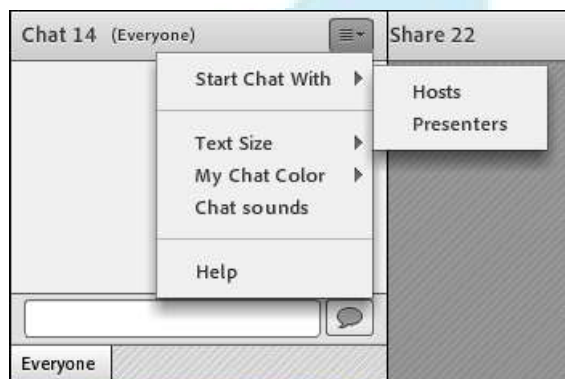 Chat 14 (Everyone)
Share 22
Start Chat With
Hosts
Presenters
Text Size
My Chat Color
Chat sounds
Help
Everyone